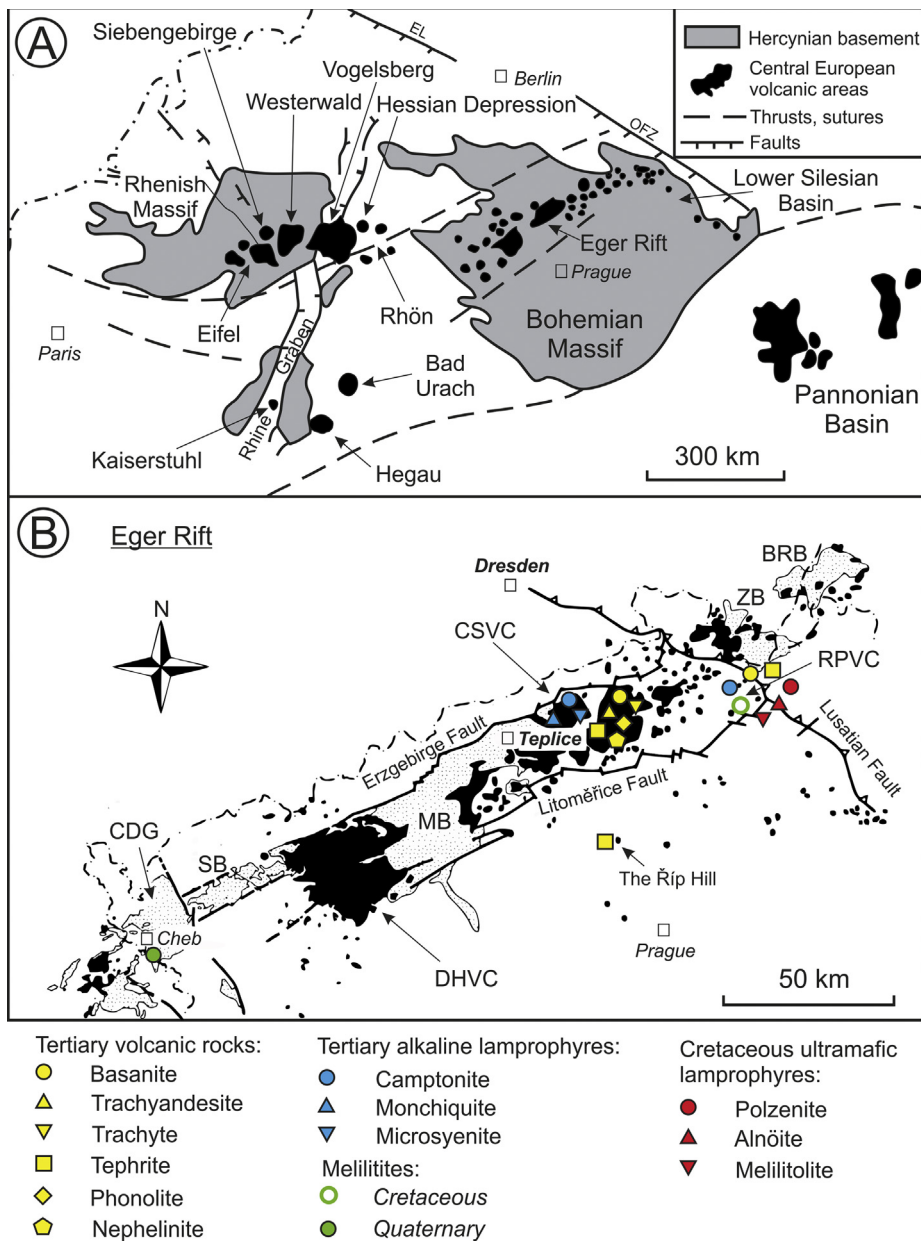 A
Siebengebirge
Westerwald
Vogelsberg
Hessian Depression
EL
Berlin
OFZ
Hercynian basement
Central European
volcanic areas
Thrusts, sutures
Faults
Rhenish
Massif
Lower Silesian
Basin
Eger Rift
Prague
Eifel
Rhön
Paris
Graben
Rhine
Bohemian
Massif
Bad
Urach
Pannonian
Basin
Kaiserstuhl
Hegau
300 km
B
Eger Rift
N
Dresden
BRB
ZB
CSVC
RPVC
Erzgebirge Fault
Teplice
Lusatian Fault
Litoměřice Fault
CDG
SB
MB
The Říp Hill
Cheb
Prague
DHVC
50 km
Tertiary volcanic rocks:
Basanite
Trachyandesite
Trachyte
Tephrite
Phonolite
Nephelinite
Tertiary alkaline lamprophyres:
Camptonite
Monchiquite
Microsyenite
Melilitites:
Cretaceous
Quaternary
Cretaceous ultramafic
lamprophyres:
Polzenite
Alnöite
Melilitolite